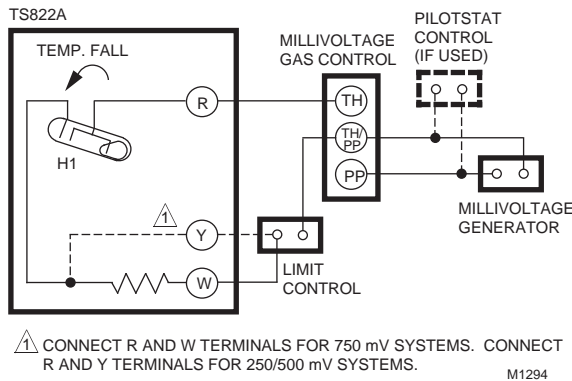 TS822A
TEMP. FALL
H1
R
Y
W
1
LIMIT
CONTROL
MILLIVOLTAGE
GAS CONTROL
TH
TH/
PP
PP
PILOTSTAT
CONTROL
(IF USED)
MILLIVOLTAGE
GENERATOR
1 CONNECT R AND W TERMINALS FOR 750 mV SYSTEMS. CONNECT
R AND Y TERMINALS FOR 250/500 mV SYSTEMS.
M1294